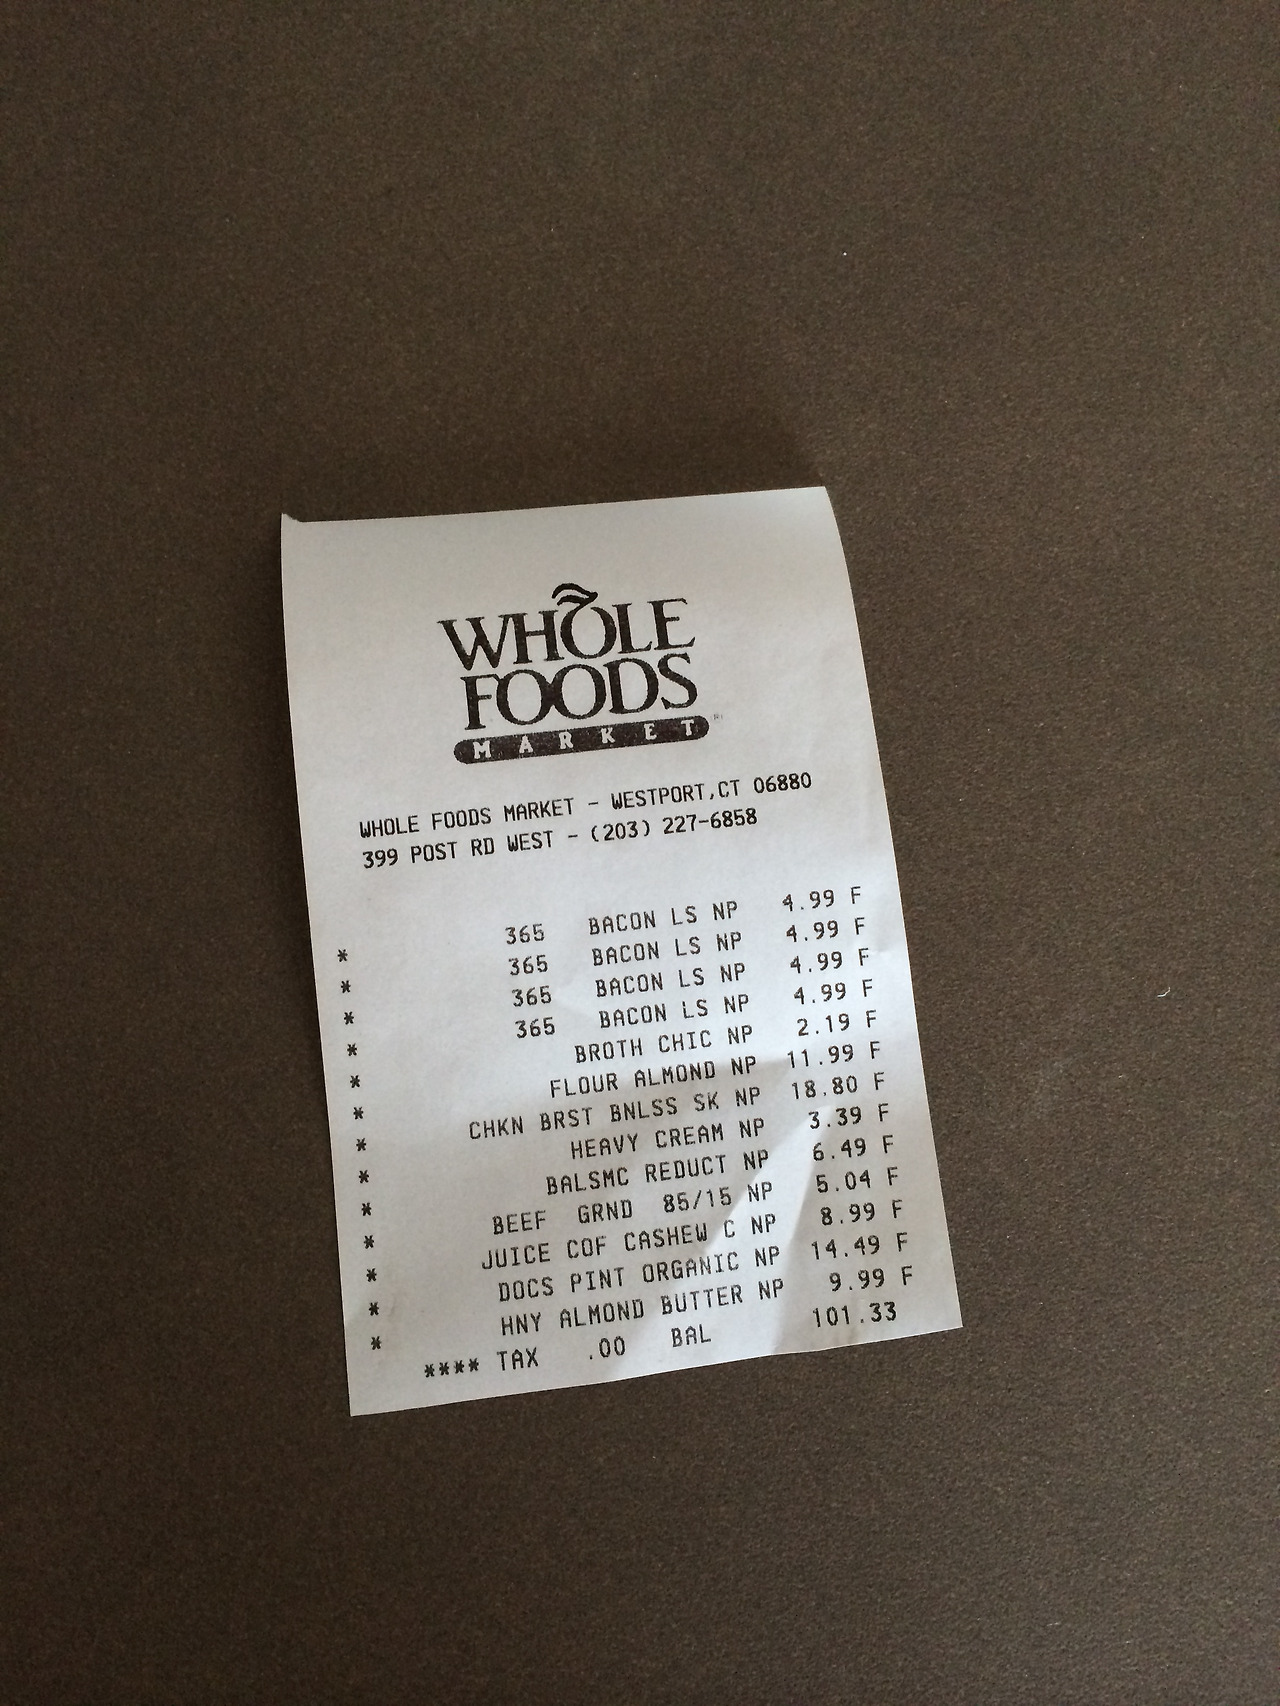 WHOLE
FOODS
MARKET
WHOLE FOODS MARKET - WESTPORT,CT 06880
399 POST RD WEST - (203) 227-6858
365 BACON LS NP 4.99 F
* 365 BACON LS NP 4.99 F
* 365 BACON LS NP 4.99 F
* 365 BACON LS NP 4.99 F
* BROTH CHIC NP 2.19 F
* FLOUR ALMOND NP 11.99 F
* CHKN BRST BNLSS SK NP 18.80 F
* HEAVY CREAM NP 3.39 F
* BALSMC REDUCT NP 6.49 F
* BEEF GRND 85/15 NP 5.04 F
* JUICE COF CASHEW C NP 8.99 F
* DOCS PINT ORGANIC NP 14.49 F
* HNY ALMOND BUTTER NP 9.99 F
* **** TAX .00 BAL 101.33